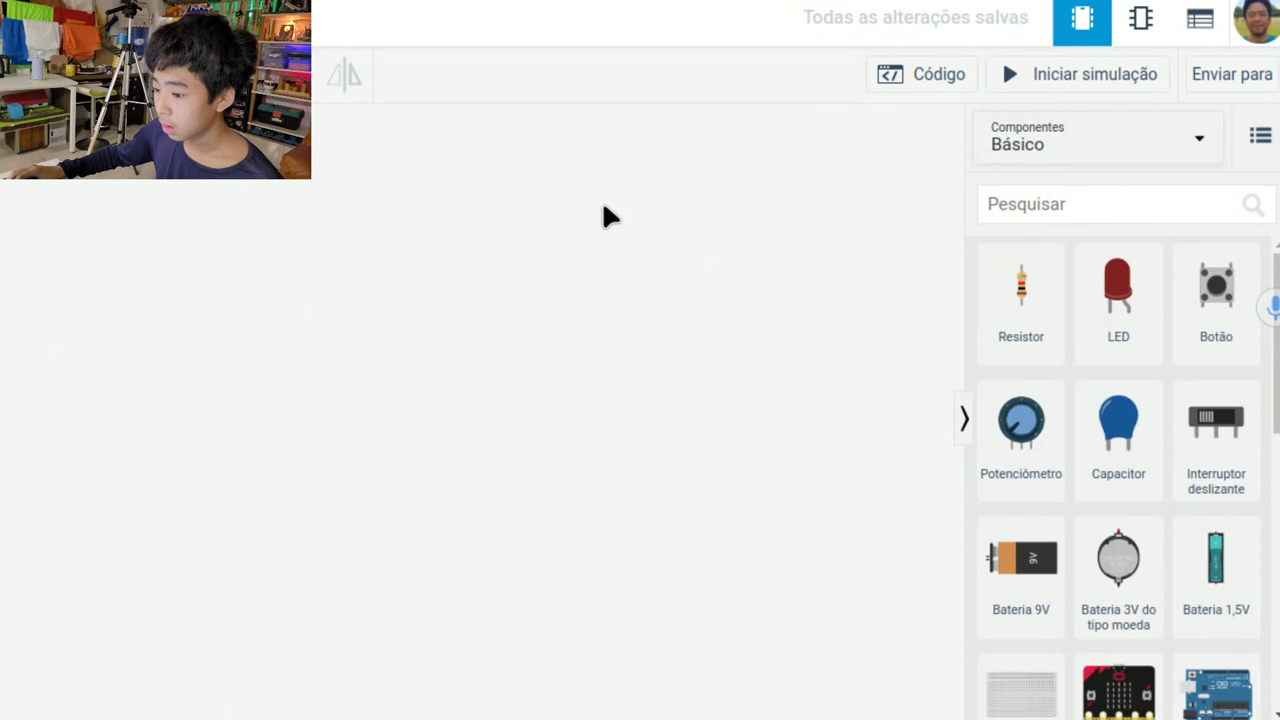 Todas as alterações salvas
Código
Iniciar simulação
Enviar para
Componentes
Básico
Pesquisar
Resistor
LED
Botão
Potenciômetro
Capacitor
Interruptor
deslizante
9V
Bateria 9V
Bateria 3V do
tipo moeda
Bateria 1,5V